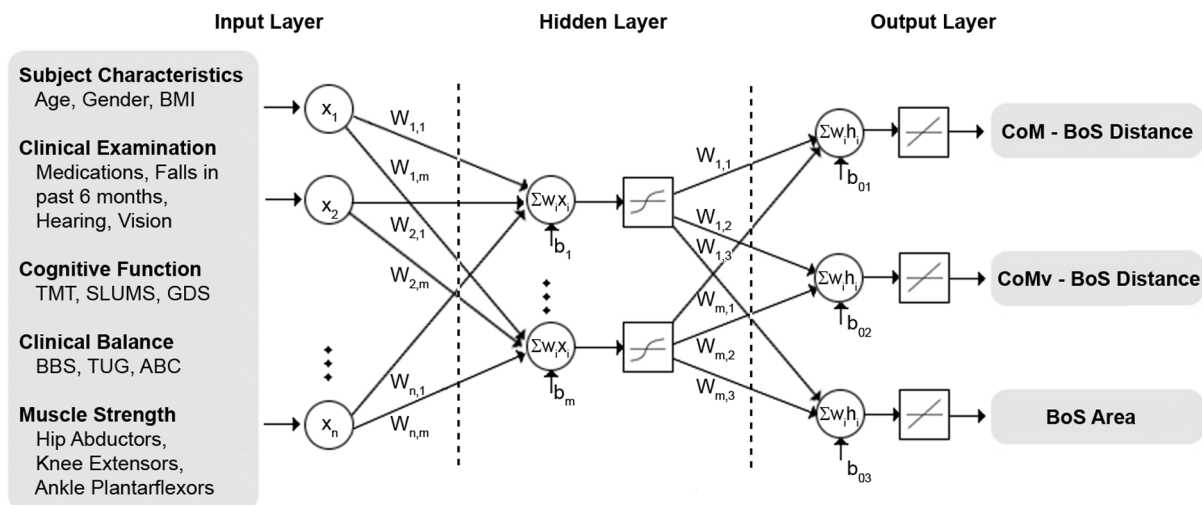 Input Layer
Hidden Layer
Output Layer
Subject Characteristics
Age, Gender, BMI
Clinical Examination
Medications, Falls in
past 6 months,
Hearing, Vision
Cognitive Function
TMT, SLUMS, GDS
Clinical Balance
BBS, TUG, ABC
Muscle Strength
Hip Abductors,
Knee Extensors,
Ankle Plantarflexors
x1
x2
xn
W1,1
W1,m
W2,1
W2,m
Wn,1
Wn,m
Σwixi
b1
Σwixi
bm
W1,1
W1,2
W1,3
Wm,1
Wm,2
Wm,3
Σwihi
b01
Σwihi
b02
Σwihi
b03
CoM - BoS Distance
CoMv - BoS Distance
BoS Area